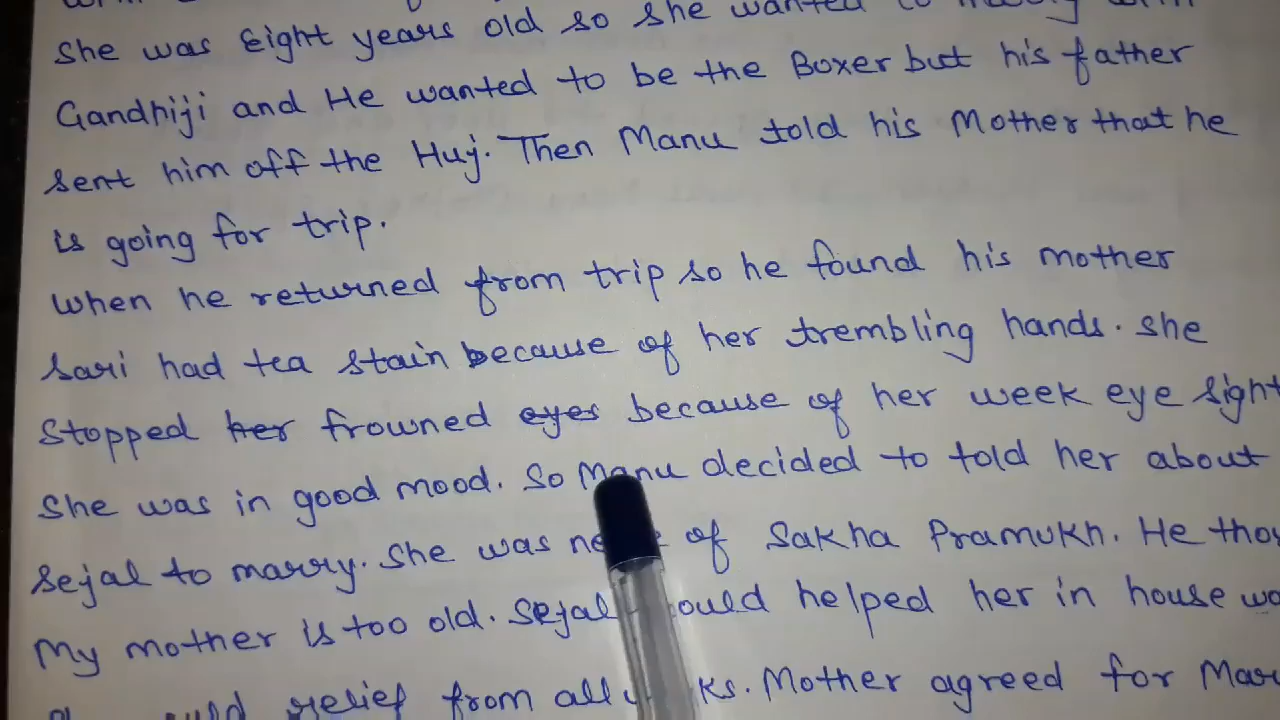 She was Eight years old so she wanted to
Gandhiji and He wanted to be the Boxer but his father
sent him off the Huj. Then Manu told his Mother that he
is going for trip.
When he returned from trip so he found his mother
sari had tea stain because of her trembling hands. She
stopped her frowned eyes because of her week eye sight
She was in good mood. So Manu decided to told her about
Sejal to marry. She was of Sakha Pramukh. He
My mother is too old. Sejal helped her in house
relief from all Mother agreed for